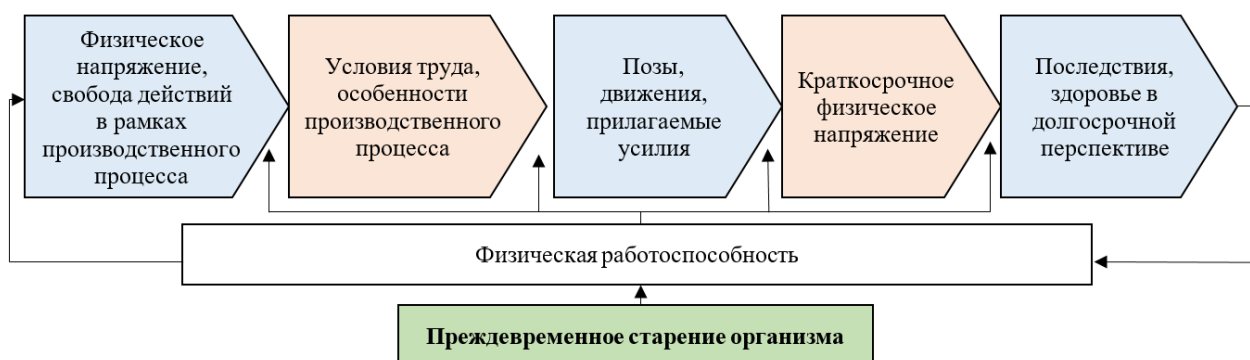 Физическое
напряжение,
свобода действий
в рамках
производственного
процесса
Условия труда,
особенности
производственного
процесса
Позы,
движения,
прилагаемые
усилия
Краткосрочное
физическое
напряжение
Последствия,
здоровье в
долгосрочной
перспективе
Физическая работоспособность
Преждевременное старение организма